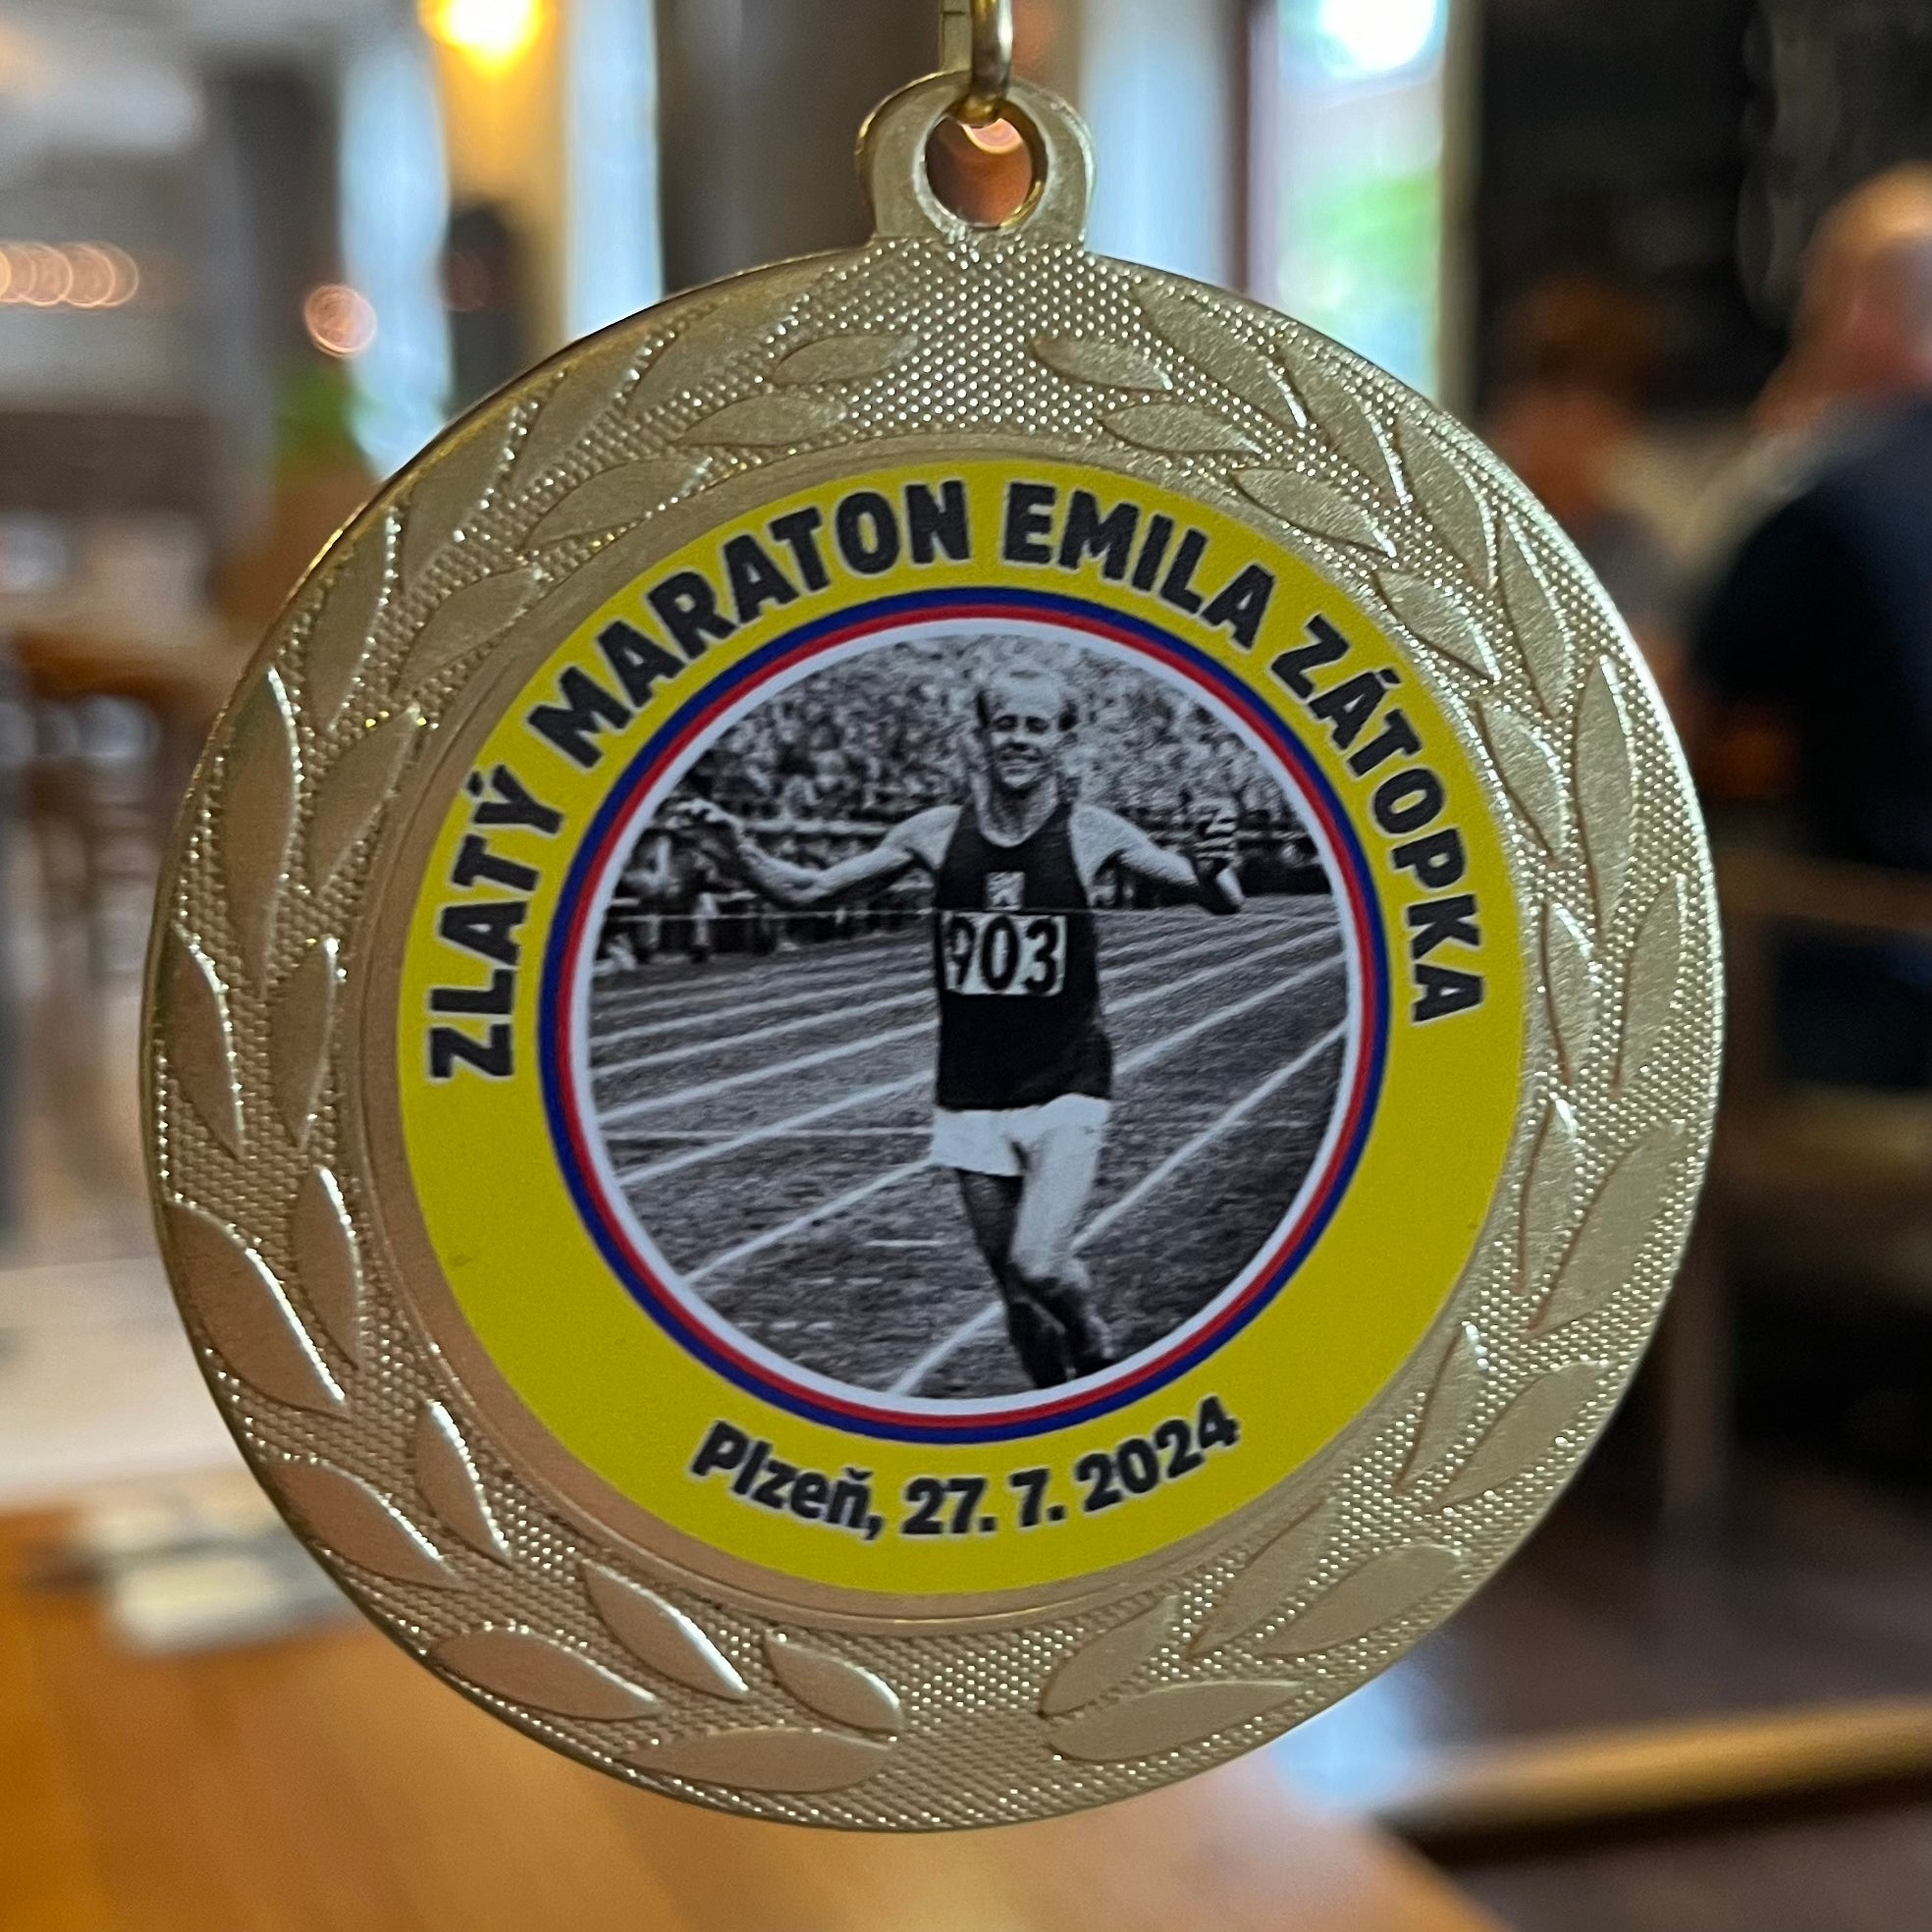 ZLATÝ MARATON EMILA ZÁTOPKA
903
Plzeň, 27. 7. 2024